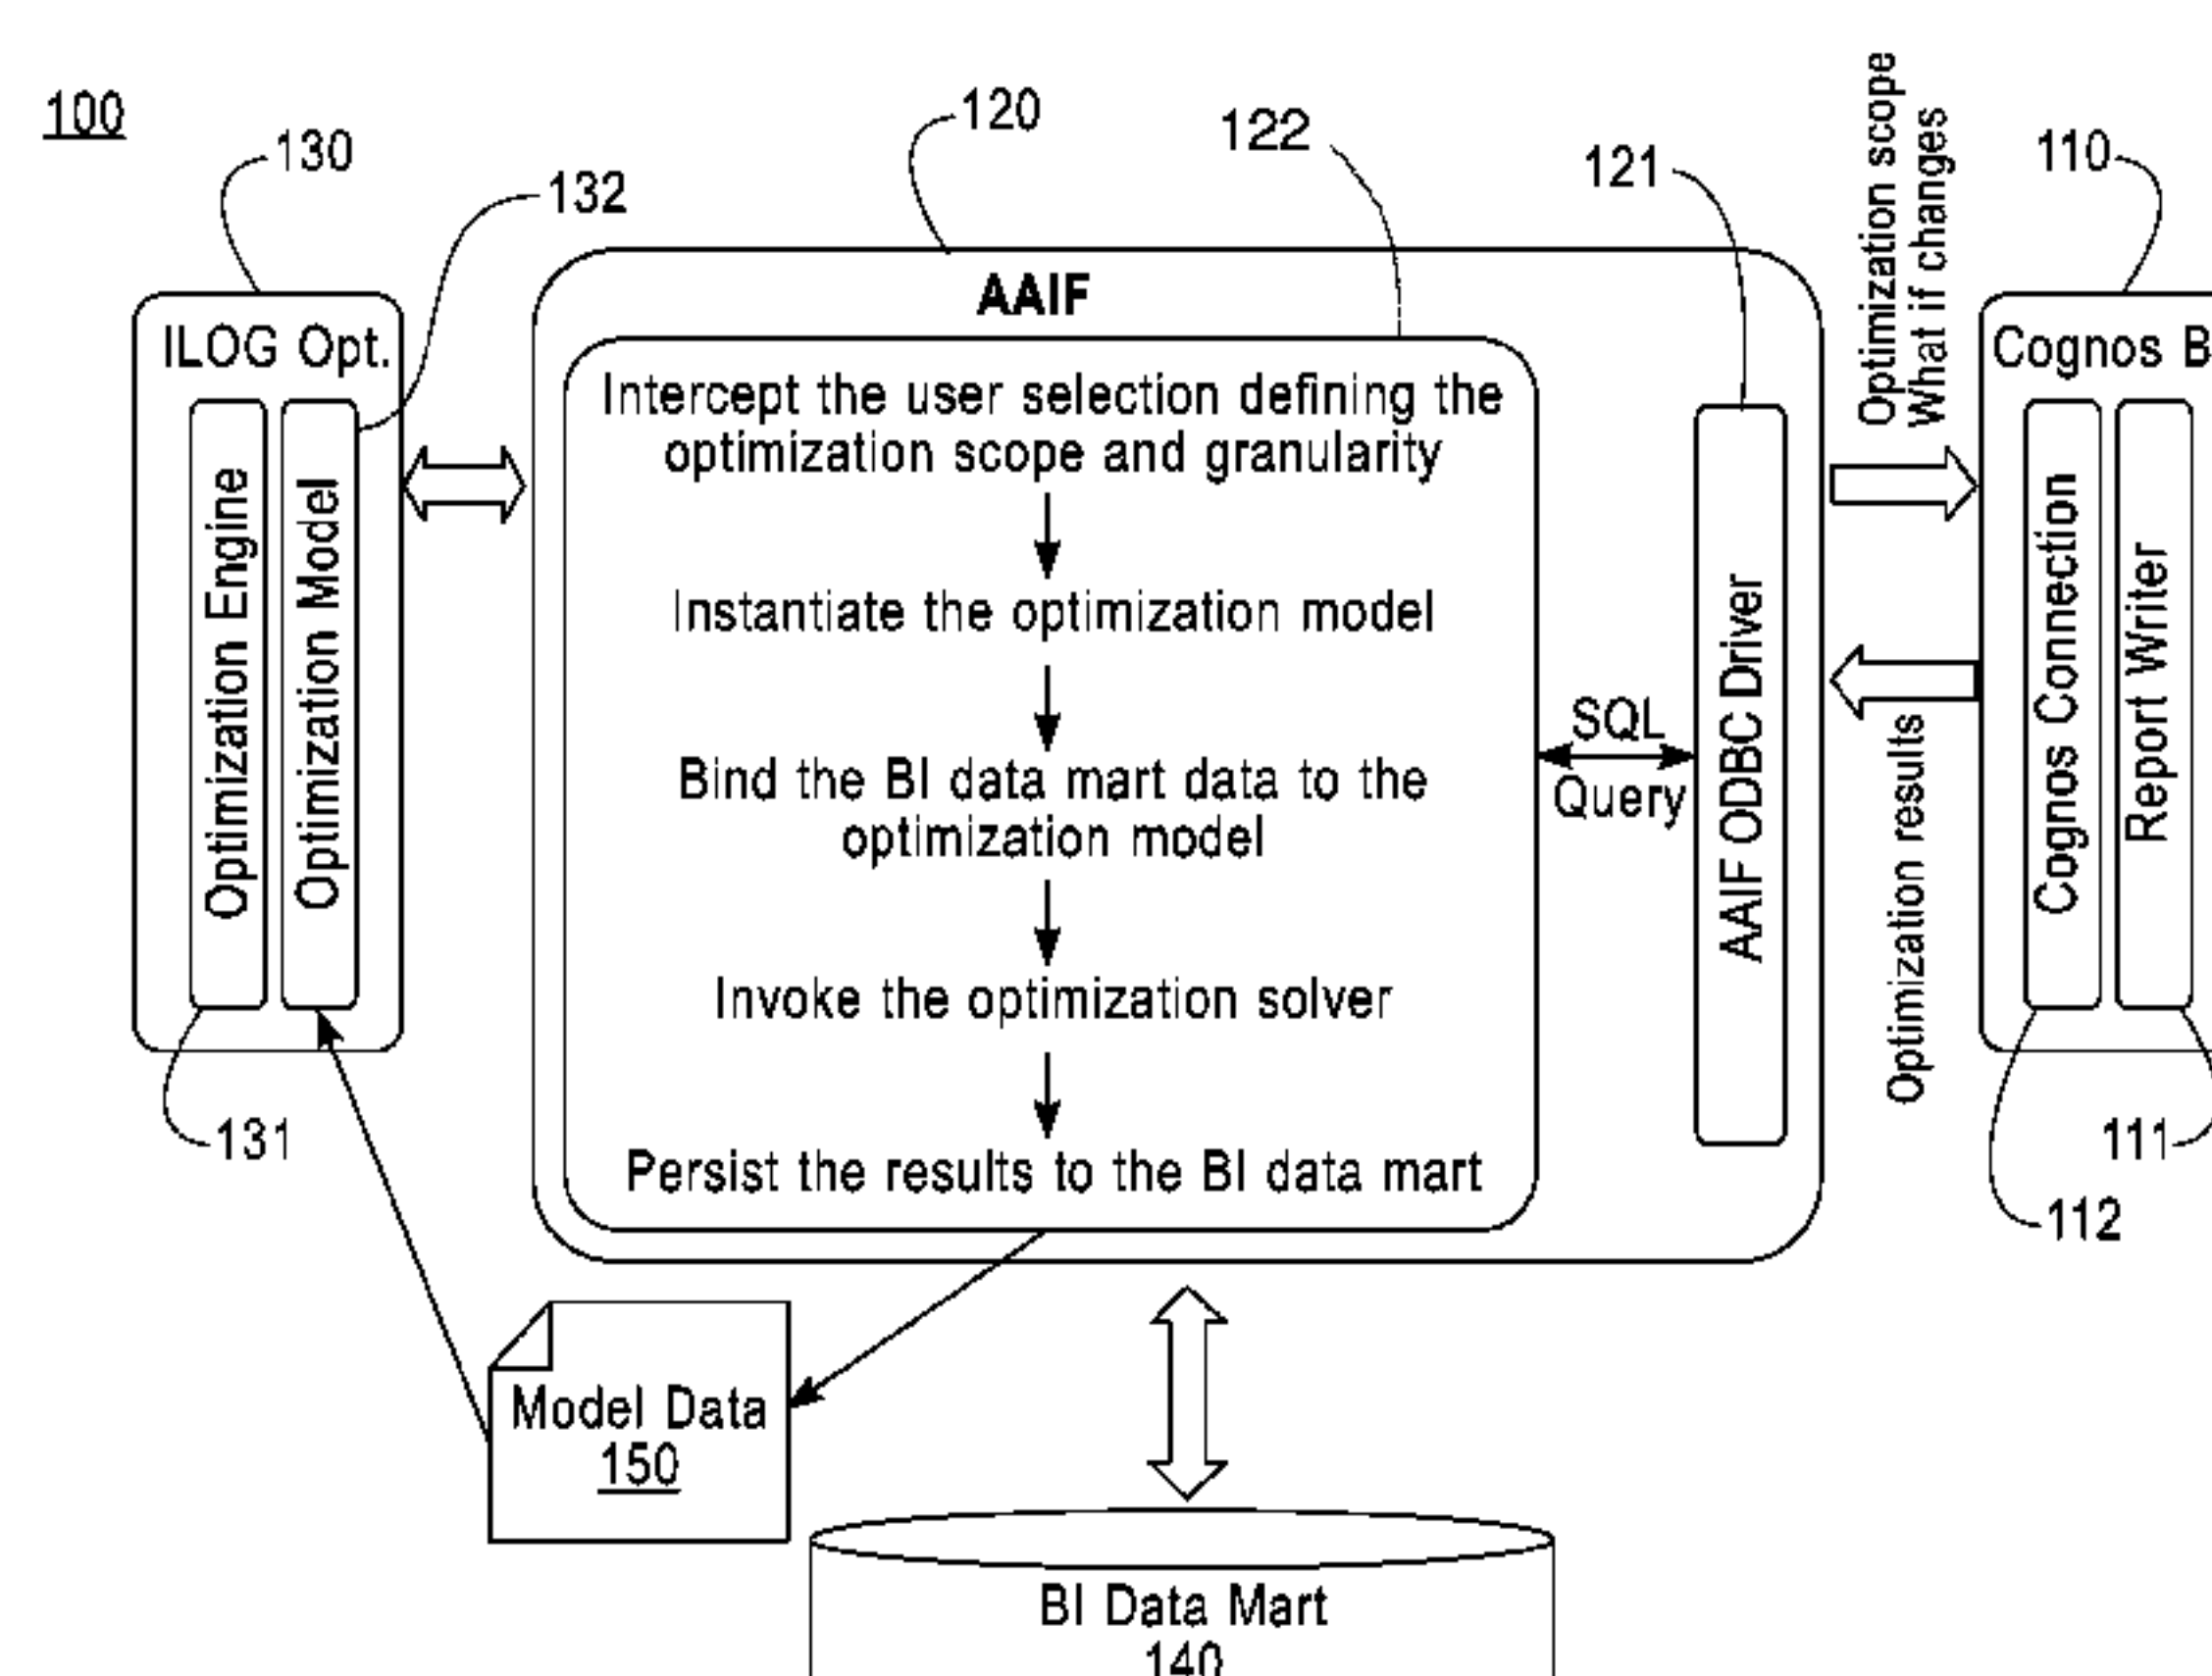 100
130
132
120
122
121
110
Optimization scope
What if changes
ILOG Opt.
Optimization Engine
Optimization Model
131
AAIF
Intercept the user selection defining the
optimization scope and granularity
Instantiate the optimization model
Bind the BI data mart data to the
optimization model
Invoke the optimization solver
Persist the results to the BI data mart
SQL
Query
AAIF ODBC Driver
Optimization results
Cognos B
Cognos Connection
Report Writer
111
112
Model Data
150
BI Data Mart
140